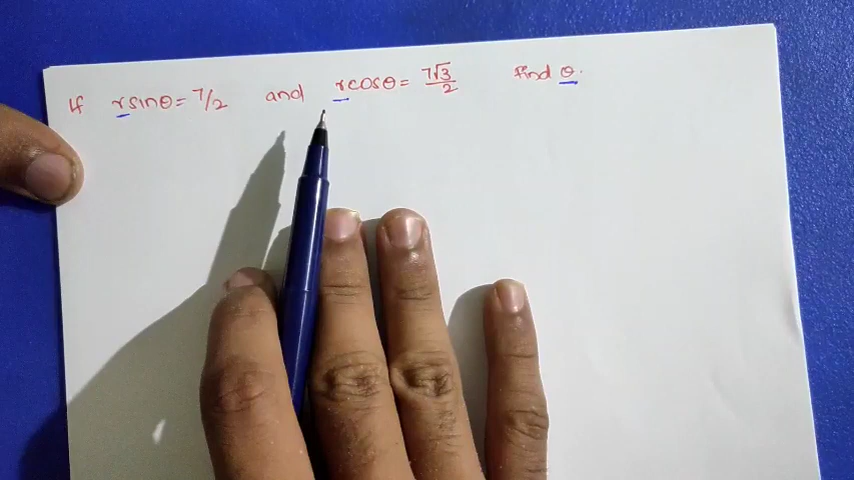 If rsinθ = 7/2 and rcosθ = 7√3/2 find θ.